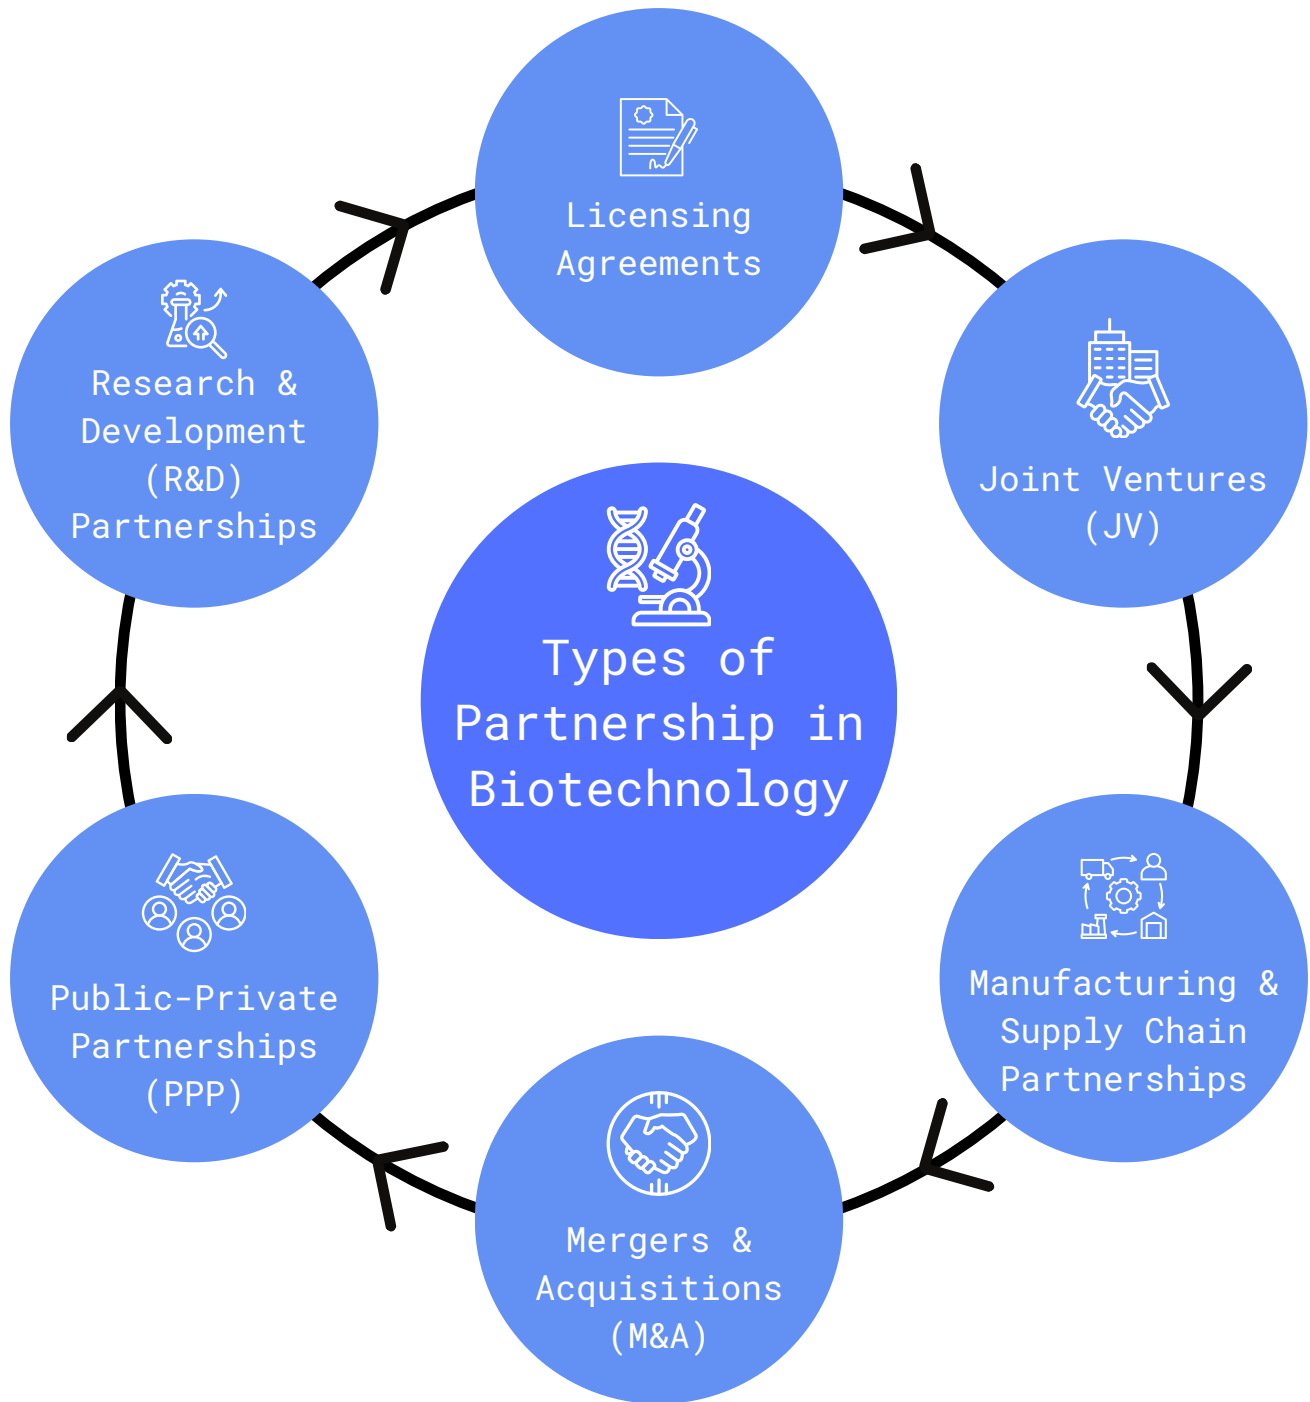 Licensing
Agreements
Joint Ventures
(JV)
Manufacturing &
Supply Chain
Partnerships
Mergers &
Acquisitions
(M&A)
Public-Private
Partnerships
(PPP)
Research &
Development
(R&D)
Partnerships
Types of
Partnership in
Biotechnology